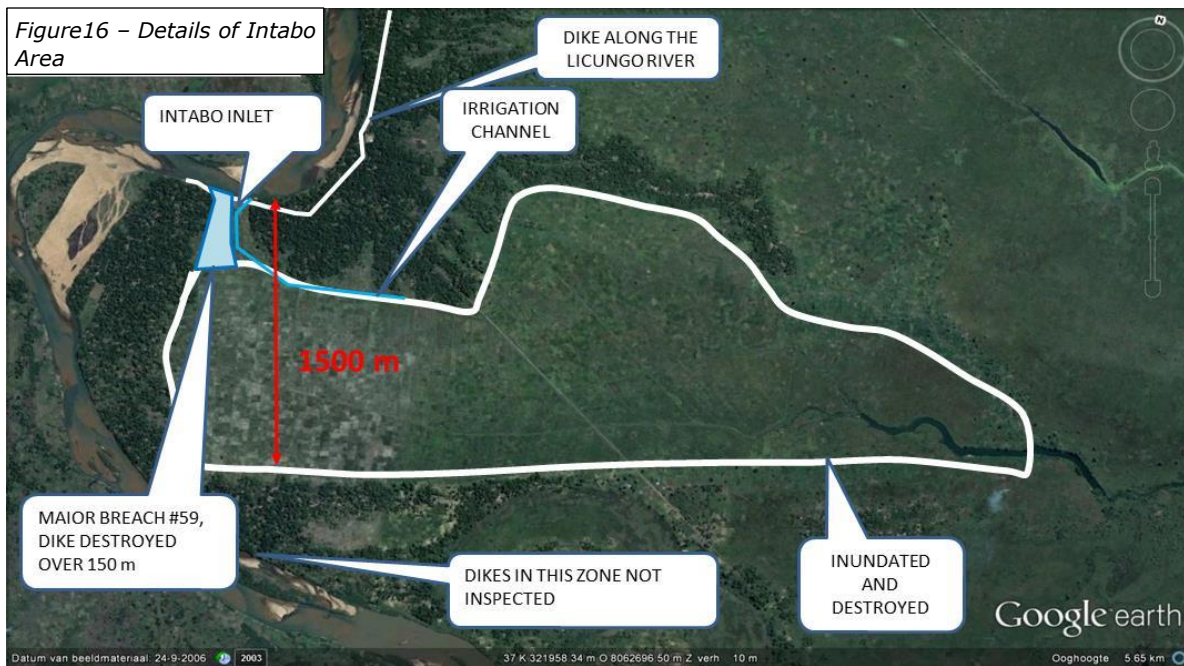 Figure16 – Details of Intabo
Area
DIKE ALONG THE
LICUNGO RIVER
INTABO INLET
IRRIGATION
CHANNEL
1500 m
MAIOR BREACH #59,
DIKE DESTROYED
OVER 150 m
DIKES IN THIS ZONE NOT
INSPECTED
INUNDATED
AND
DESTROYED
Google earth
N
Datum van beeldmateriaal: 24-9-2006 2003 37 K 321958.34 m O 8062696.50 m Z verh 10 m Ooghoogte 5.65 km